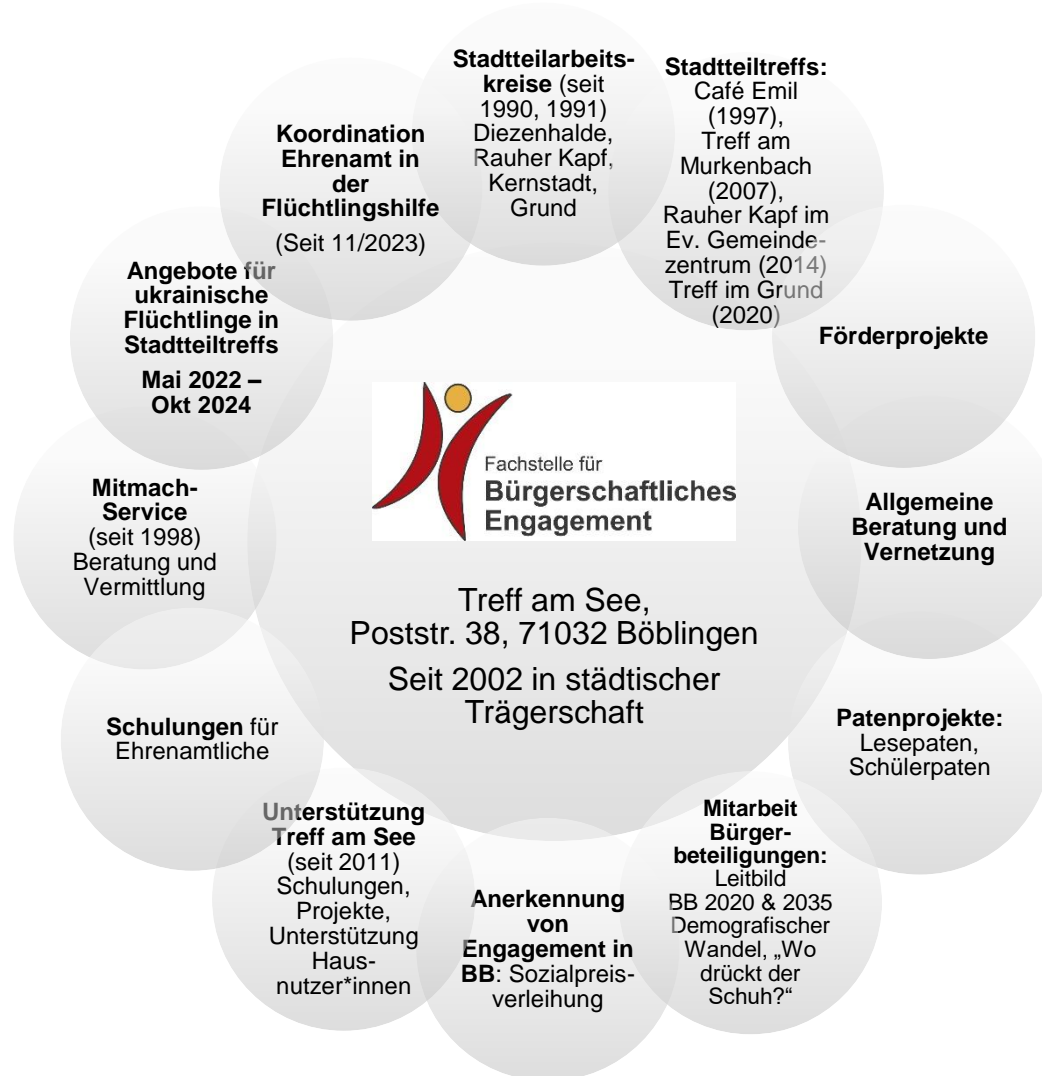 Stadtteilarbeits-
kreise (seit
1990, 1991)
Diezenhalde,
Rauher Kapf,
Kernstadt,
Grund
Stadtteiltreffs:
Café Emil
(1997),
Treff am
Murkenbach
(2007),
Rauher Kapf im
Ev. Gemeinde-
zentrum (2014)
Treff im Grund
(2020)
Förderprojekte
Allgemeine
Beratung und
Vernetzung
Patenprojekte:
Lesepaten,
Schülerpaten
Mitarbeit
Bürger-
beteiligungen:
Leitbild
BB 2020 & 2035
Demografischer
Wandel, „Wo
drückt der
Schuh?“
Anerkennung
von
Engagement in
BB: Sozialpreis-
verleihung
Unterstützung
Treff am See
(seit 2011)
Schulungen,
Projekte,
Unterstützung
Haus-
nutzer*innen
Schulungen für
Ehrenamtliche
Mitmach-
Service
(seit 1998)
Beratung und
Vermittlung
Angebote für
ukrainische
Flüchtlinge in
Stadtteiltreffs
Mai 2022 –
Okt 2024
Koordination
Ehrenamt in
der
Flüchtlingshilfe
(Seit 11/2023)
Fachstelle für
Bürgerschaftliches
Engagement
Treff am See,
Poststr. 38, 71032 Böblingen
Seit 2002 in städtischer
Trägerschaft